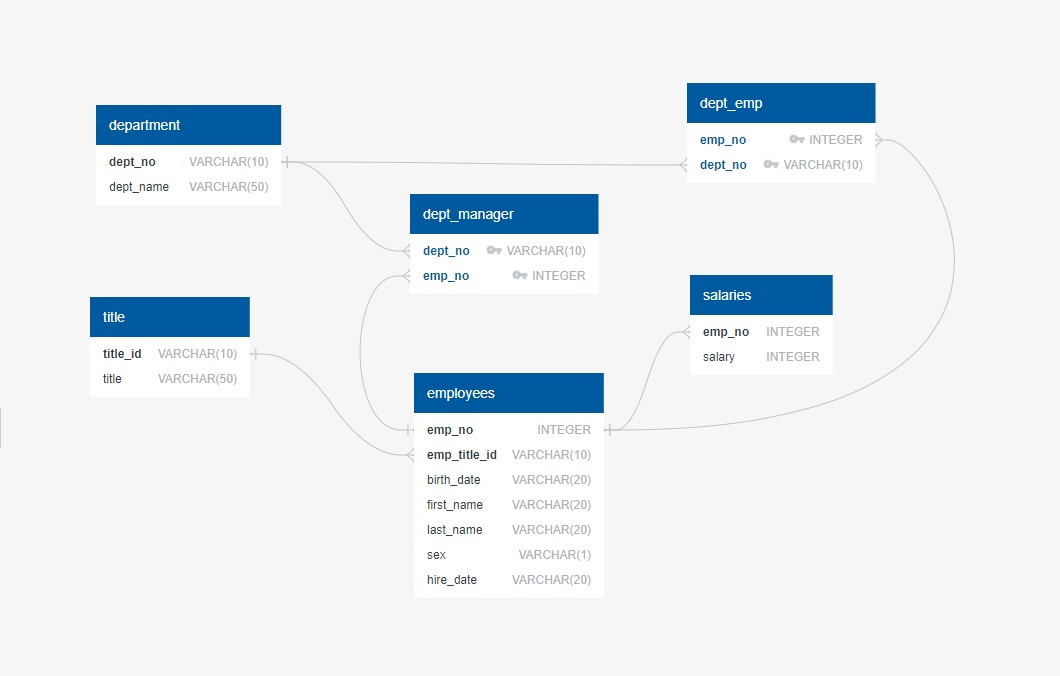 department
dept_no VARCHAR(10)
dept_name VARCHAR(50)
dept_emp
emp_no INTEGER
dept_no VARCHAR(10)
dept_manager
dept_no VARCHAR(10)
emp_no INTEGER
title
title_id VARCHAR(10)
title VARCHAR(50)
salaries
emp_no INTEGER
salary INTEGER
employees
emp_no INTEGER
emp_title_id VARCHAR(10)
birth_date VARCHAR(20)
first_name VARCHAR(20)
last_name VARCHAR(20)
sex VARCHAR(1)
hire_date VARCHAR(20)